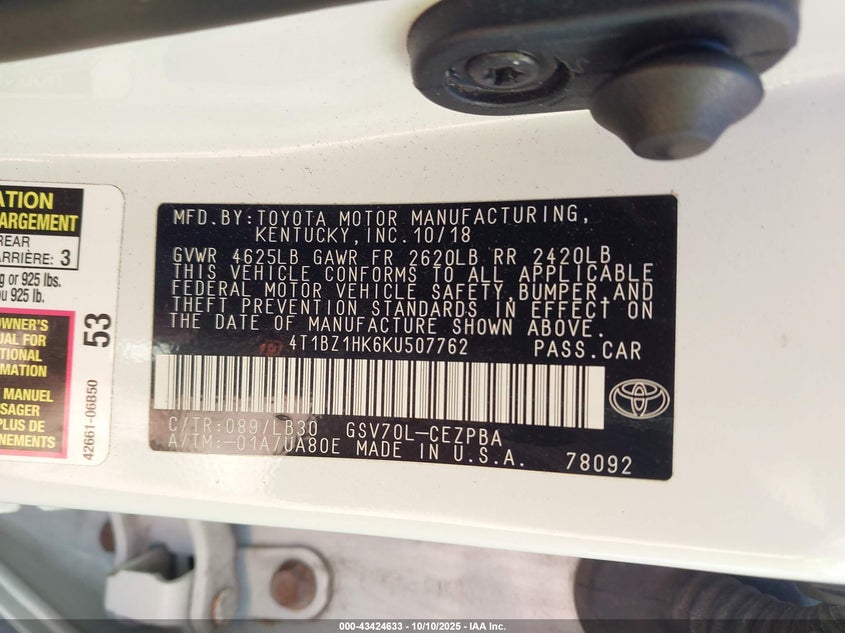 ATION
ARGEMENT
REAR
ARRIÈRE: 3
g or 925 lbs.
ou 925 lb.
OWNER'S
UAL FOR
TIONAL
RMATION
MANUEL
SAGER
PLUS
NEMENTS
53
42661-06B50
MFD.BY:TOYOTA MOTOR MANUFACTURING,
KENTUCKY,INC.10/18
GVWR 4625LB GAWR FR 2620LB RR 2420LB
THIS VEHICLE CONFORMS TO ALL APPLICABLE
FEDERAL MOTOR VEHICLE SAFETY,BUMPER,AND
THEFT PREVENTION STANDARDS IN EFFECT ON
THE DATE OF MANUFACTURE SHOWN ABOVE.
4T1BZ1HK6KU507762 PASS.CAR
C/TR:089/LB30 GSV70L-CEZPBA
A/TM:-01A/UA80E MADE IN U.S.A. 78092
000-43424633 - 10/10/2025 - IAA Inc.